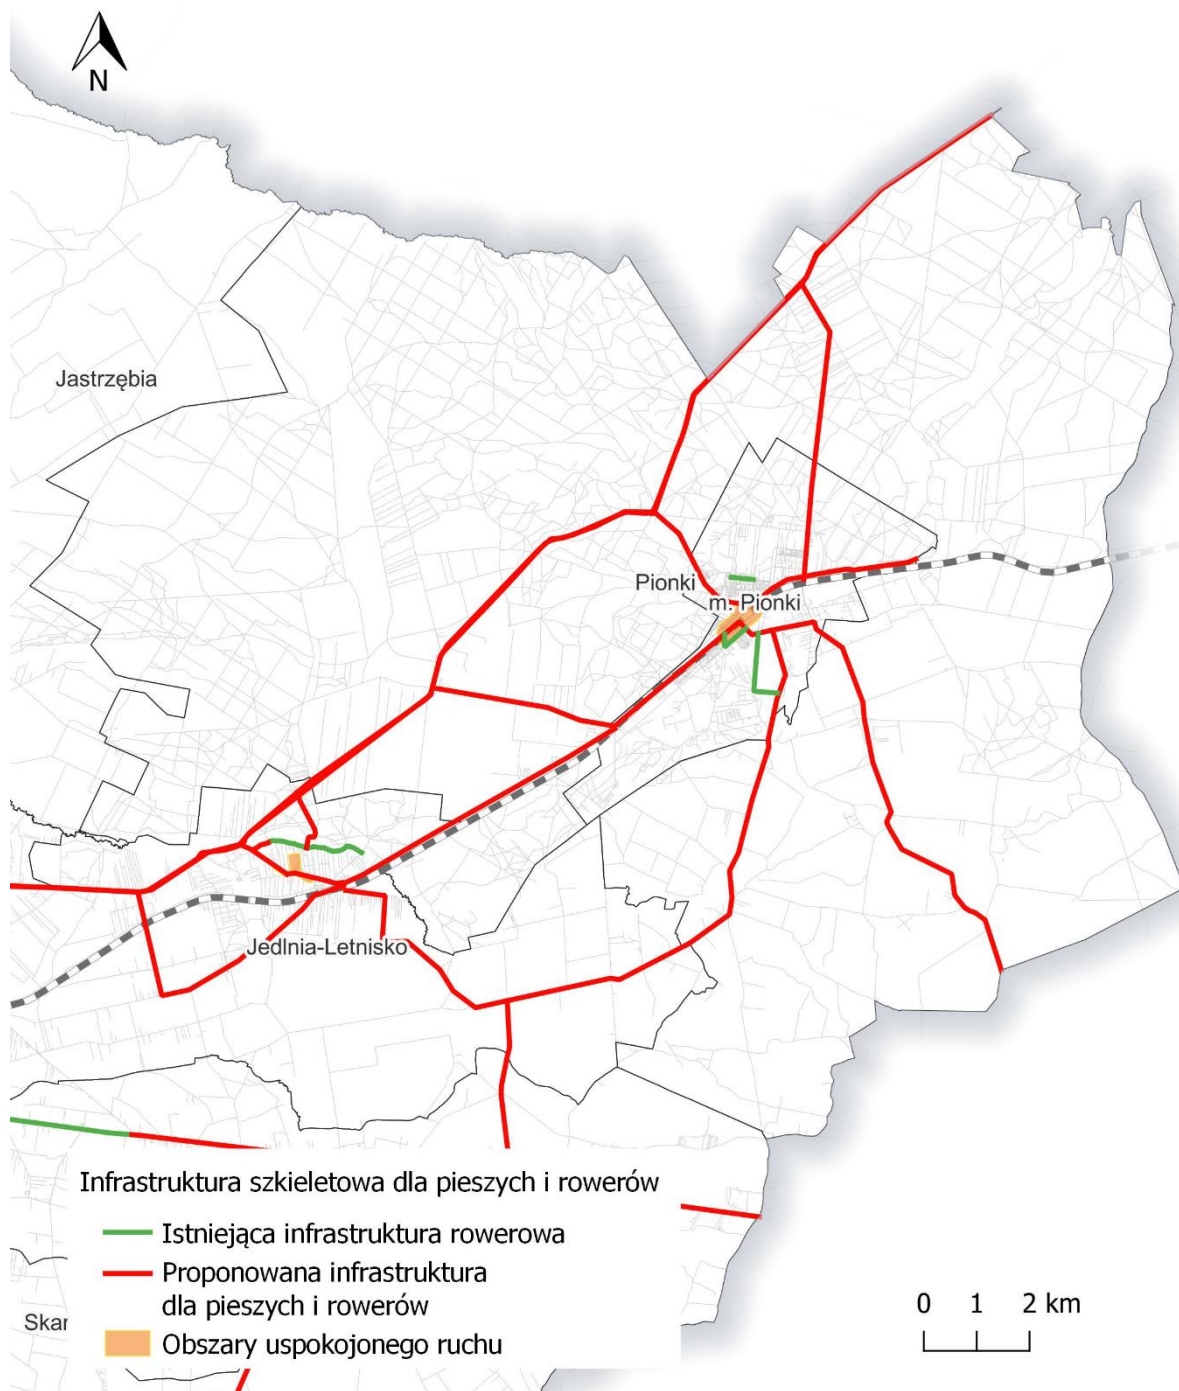 N
Jastrzębia
Pionki
m. Pionki
Jedlnia-Letnisko
Infrastruktura szkieletowa dla pieszych i rowerów
Istniejąca infrastruktura rowerowa
Proponowana infrastruktura
dla pieszych i rowerów
Skar
Obszary uspokojonego ruchu
0 1 2 km